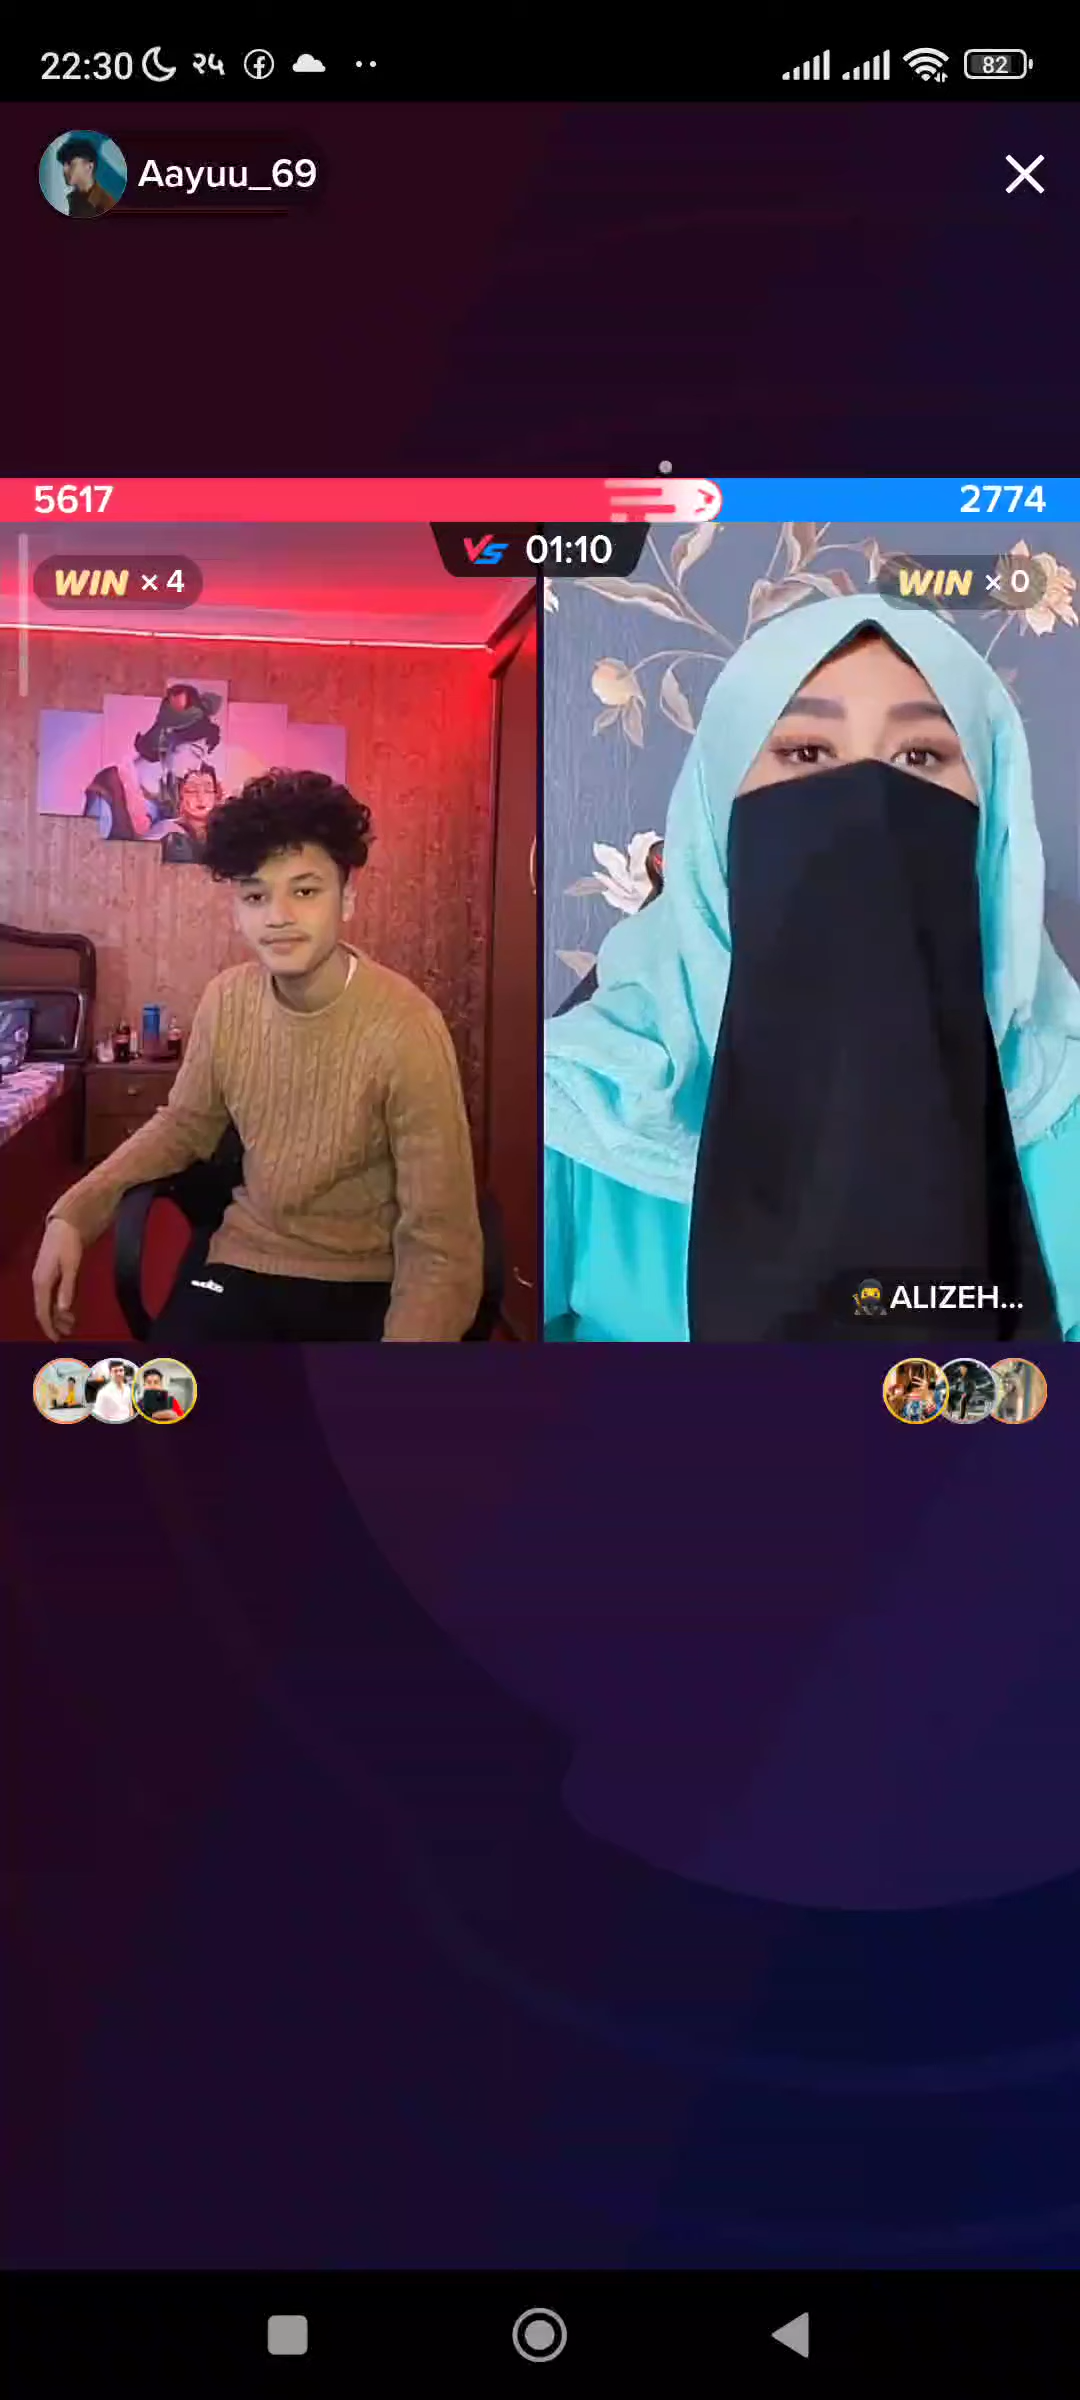 22:30 २५ 82
Aayuu_69
5617 2774
VS 01:10
WIN × 4 WIN × 0
ALIZEH...